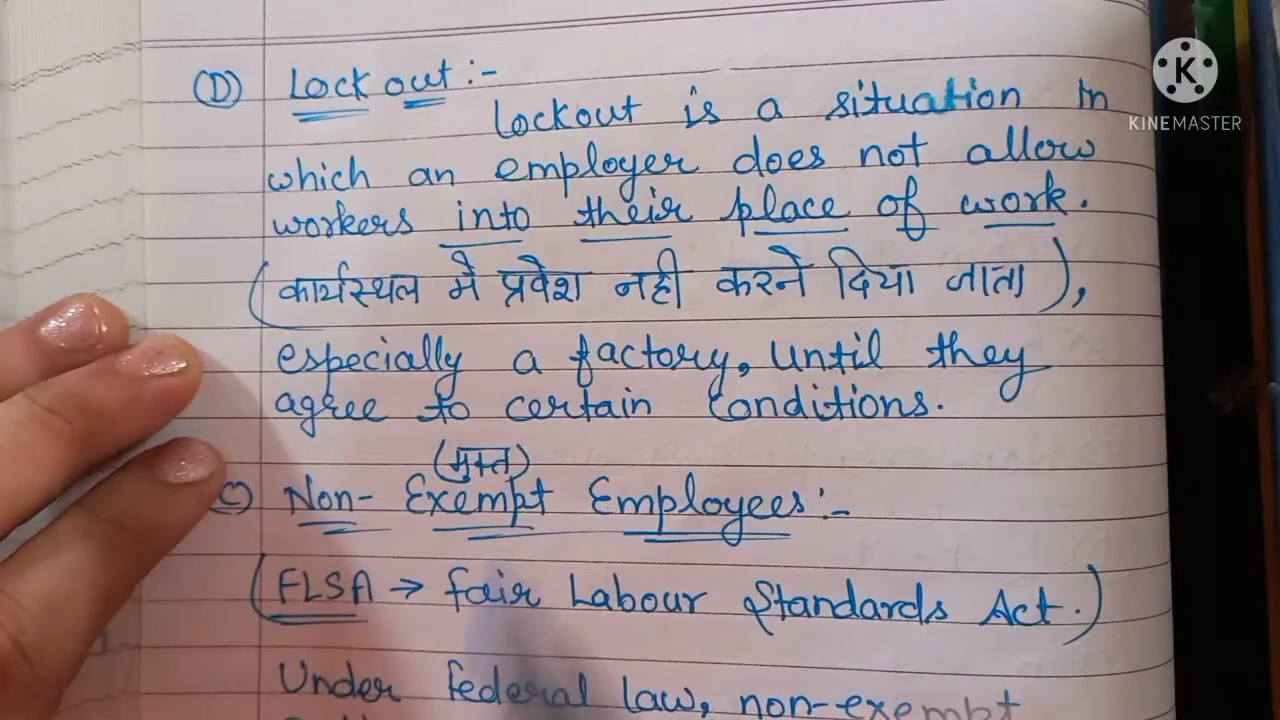 (D) Lock out :-
Lockout is a situation in
which an employer does not allow
workers into their place of work.
(कार्यस्थल में प्रवेश नही करने दिया जाता),
especially a factory, until they
agree to certain conditions.
(मुक्त)
Non-Exempt Employees :-
(FLSA → Fair Labour Standards Act.)
Under federal law, non-exempt
K
KINEMASTER